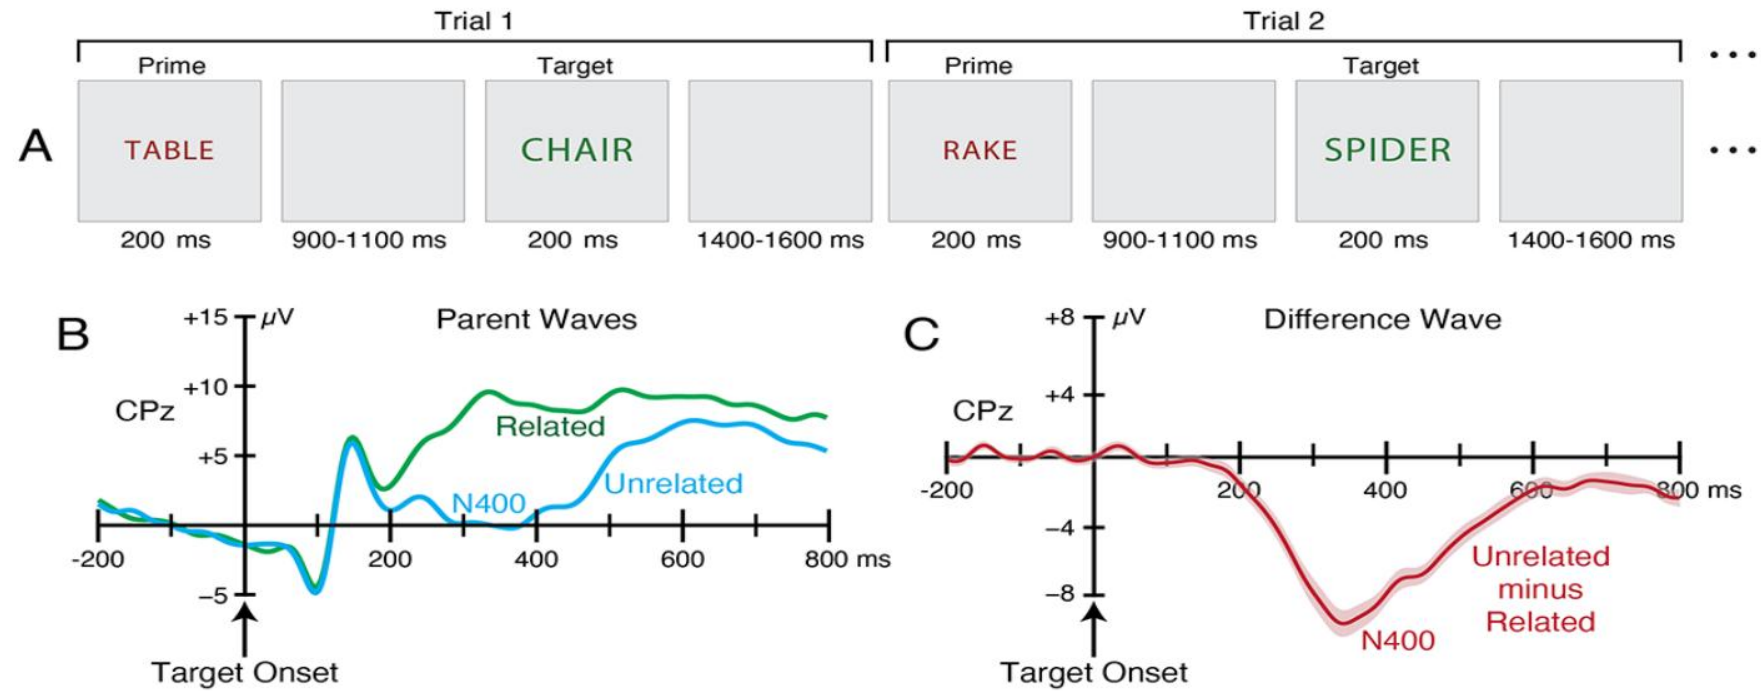 Trial 1 Trial 2
Prime Target Prime Target ...
A TABLE CHAIR RAKE SPIDER ...
200 ms 900-1100 ms 200 ms 1400-1600 ms 200 ms 900-1100 ms 200 ms 1400-1600 ms
B
+15 µV
Parent Waves
+10
CPz
Related
+5
Unrelated
N400
-200 200 400 600 800 ms
−5
Target Onset
C
+8 µV
Difference Wave
+4
CPz
-200 200 400 600 800 ms
−4
Unrelated
minus
Related
−8
N400
Target Onset